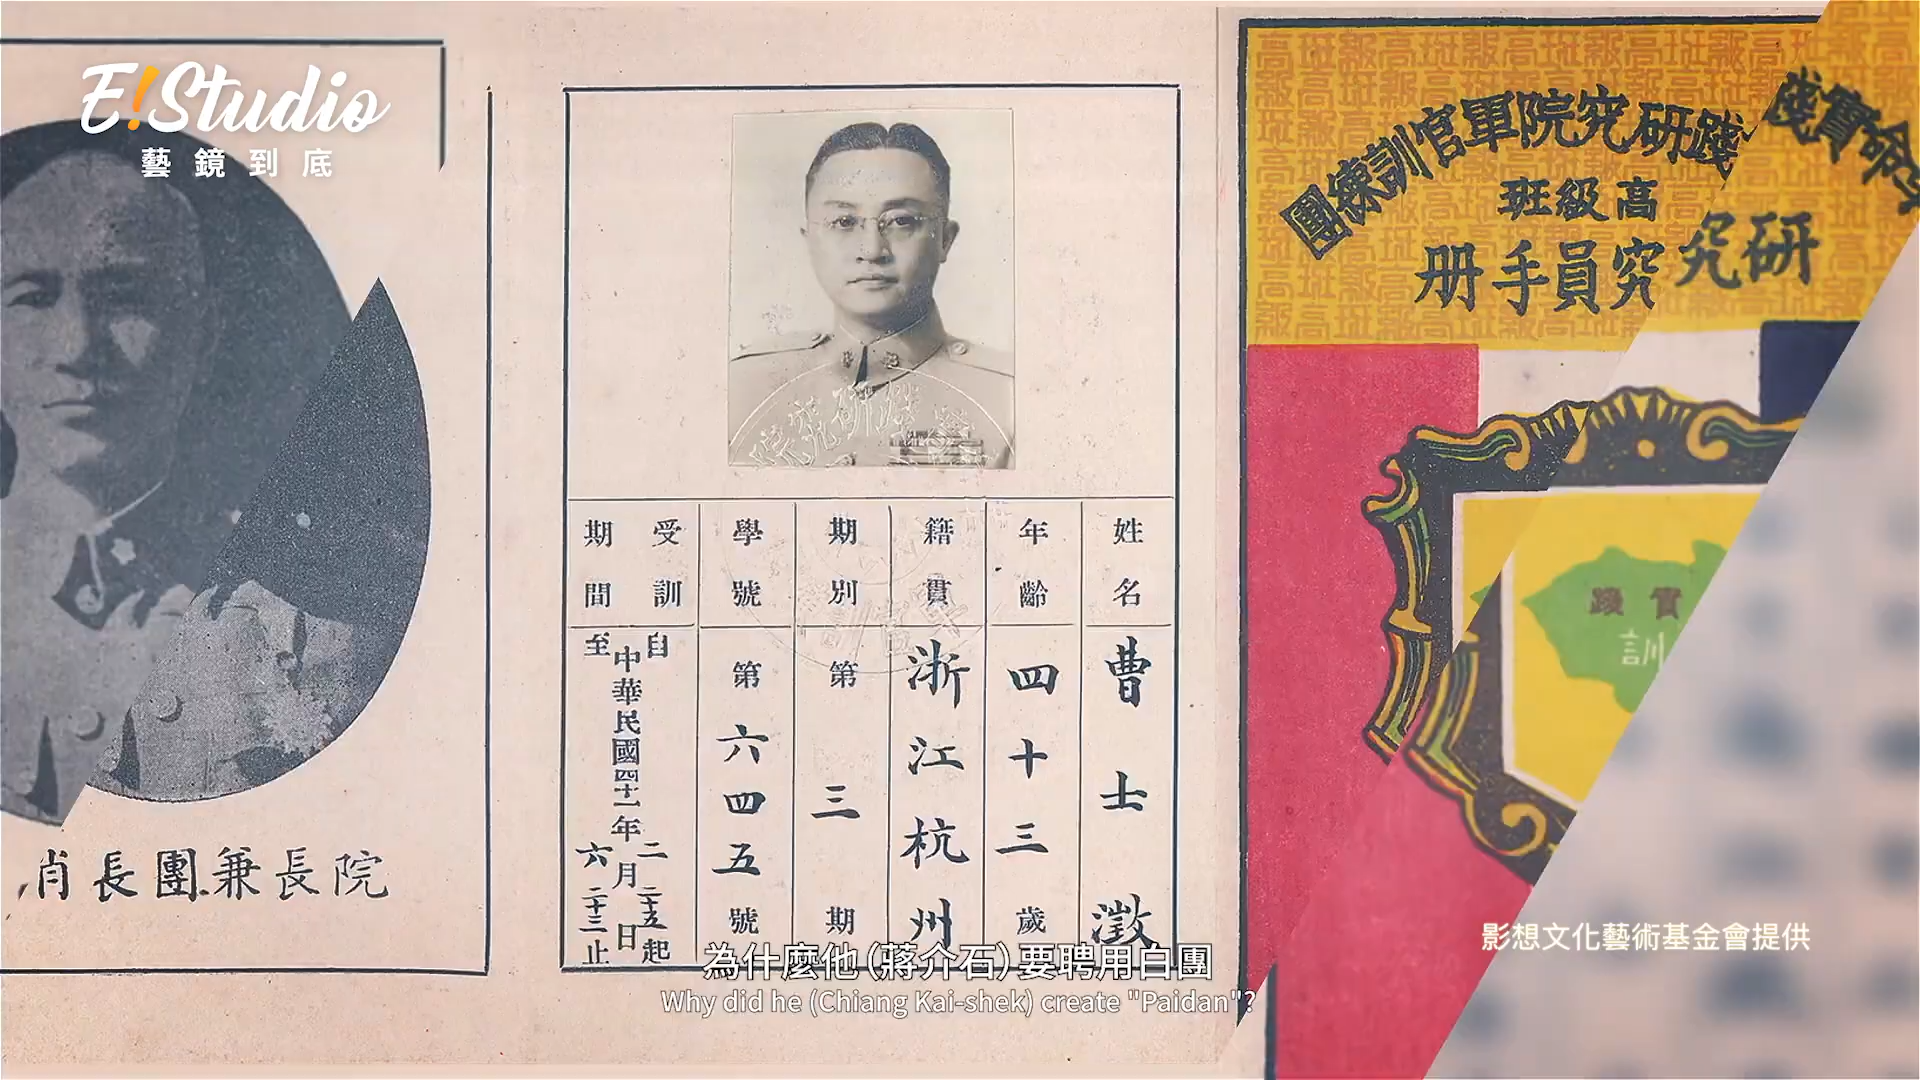 E!Studio
藝鏡到底
院長兼團長肖
姓名
曹士澂
年齡
四十三歲
籍貫
浙江杭州
期別
第三期
學號
第六四五號
受訓期間
自中華民國四十一年二月二十五日起
至六月二十三日止
踐研究院軍官訓練團
高級班
研究員手冊
實踐
訓
影想文化藝術基金會提供
為什麼他(蔣介石)要聘用白團
Why did he (Chiang Kai-shek) create "Paidan"?